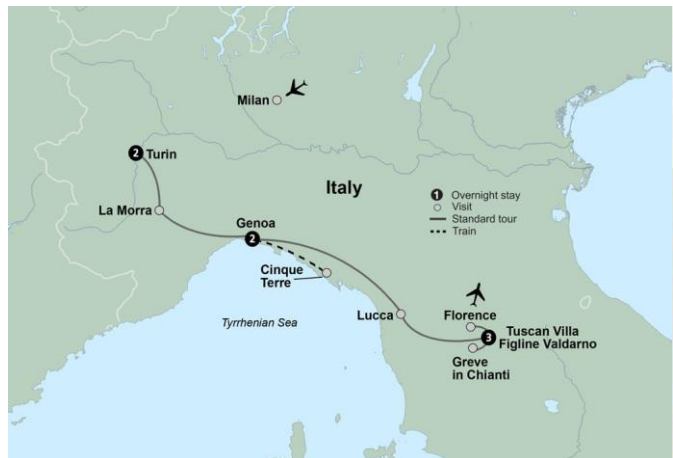 Milan
2 Turin
Italy
1 Overnight stay
Visit
Standard tour
Train
La Morra
Genoa
2
Cinque
Terre
Tyrrhenian Sea
Lucca
Florence
Tuscan Villa
3 Figline Valdarno
Greve
in Chianti